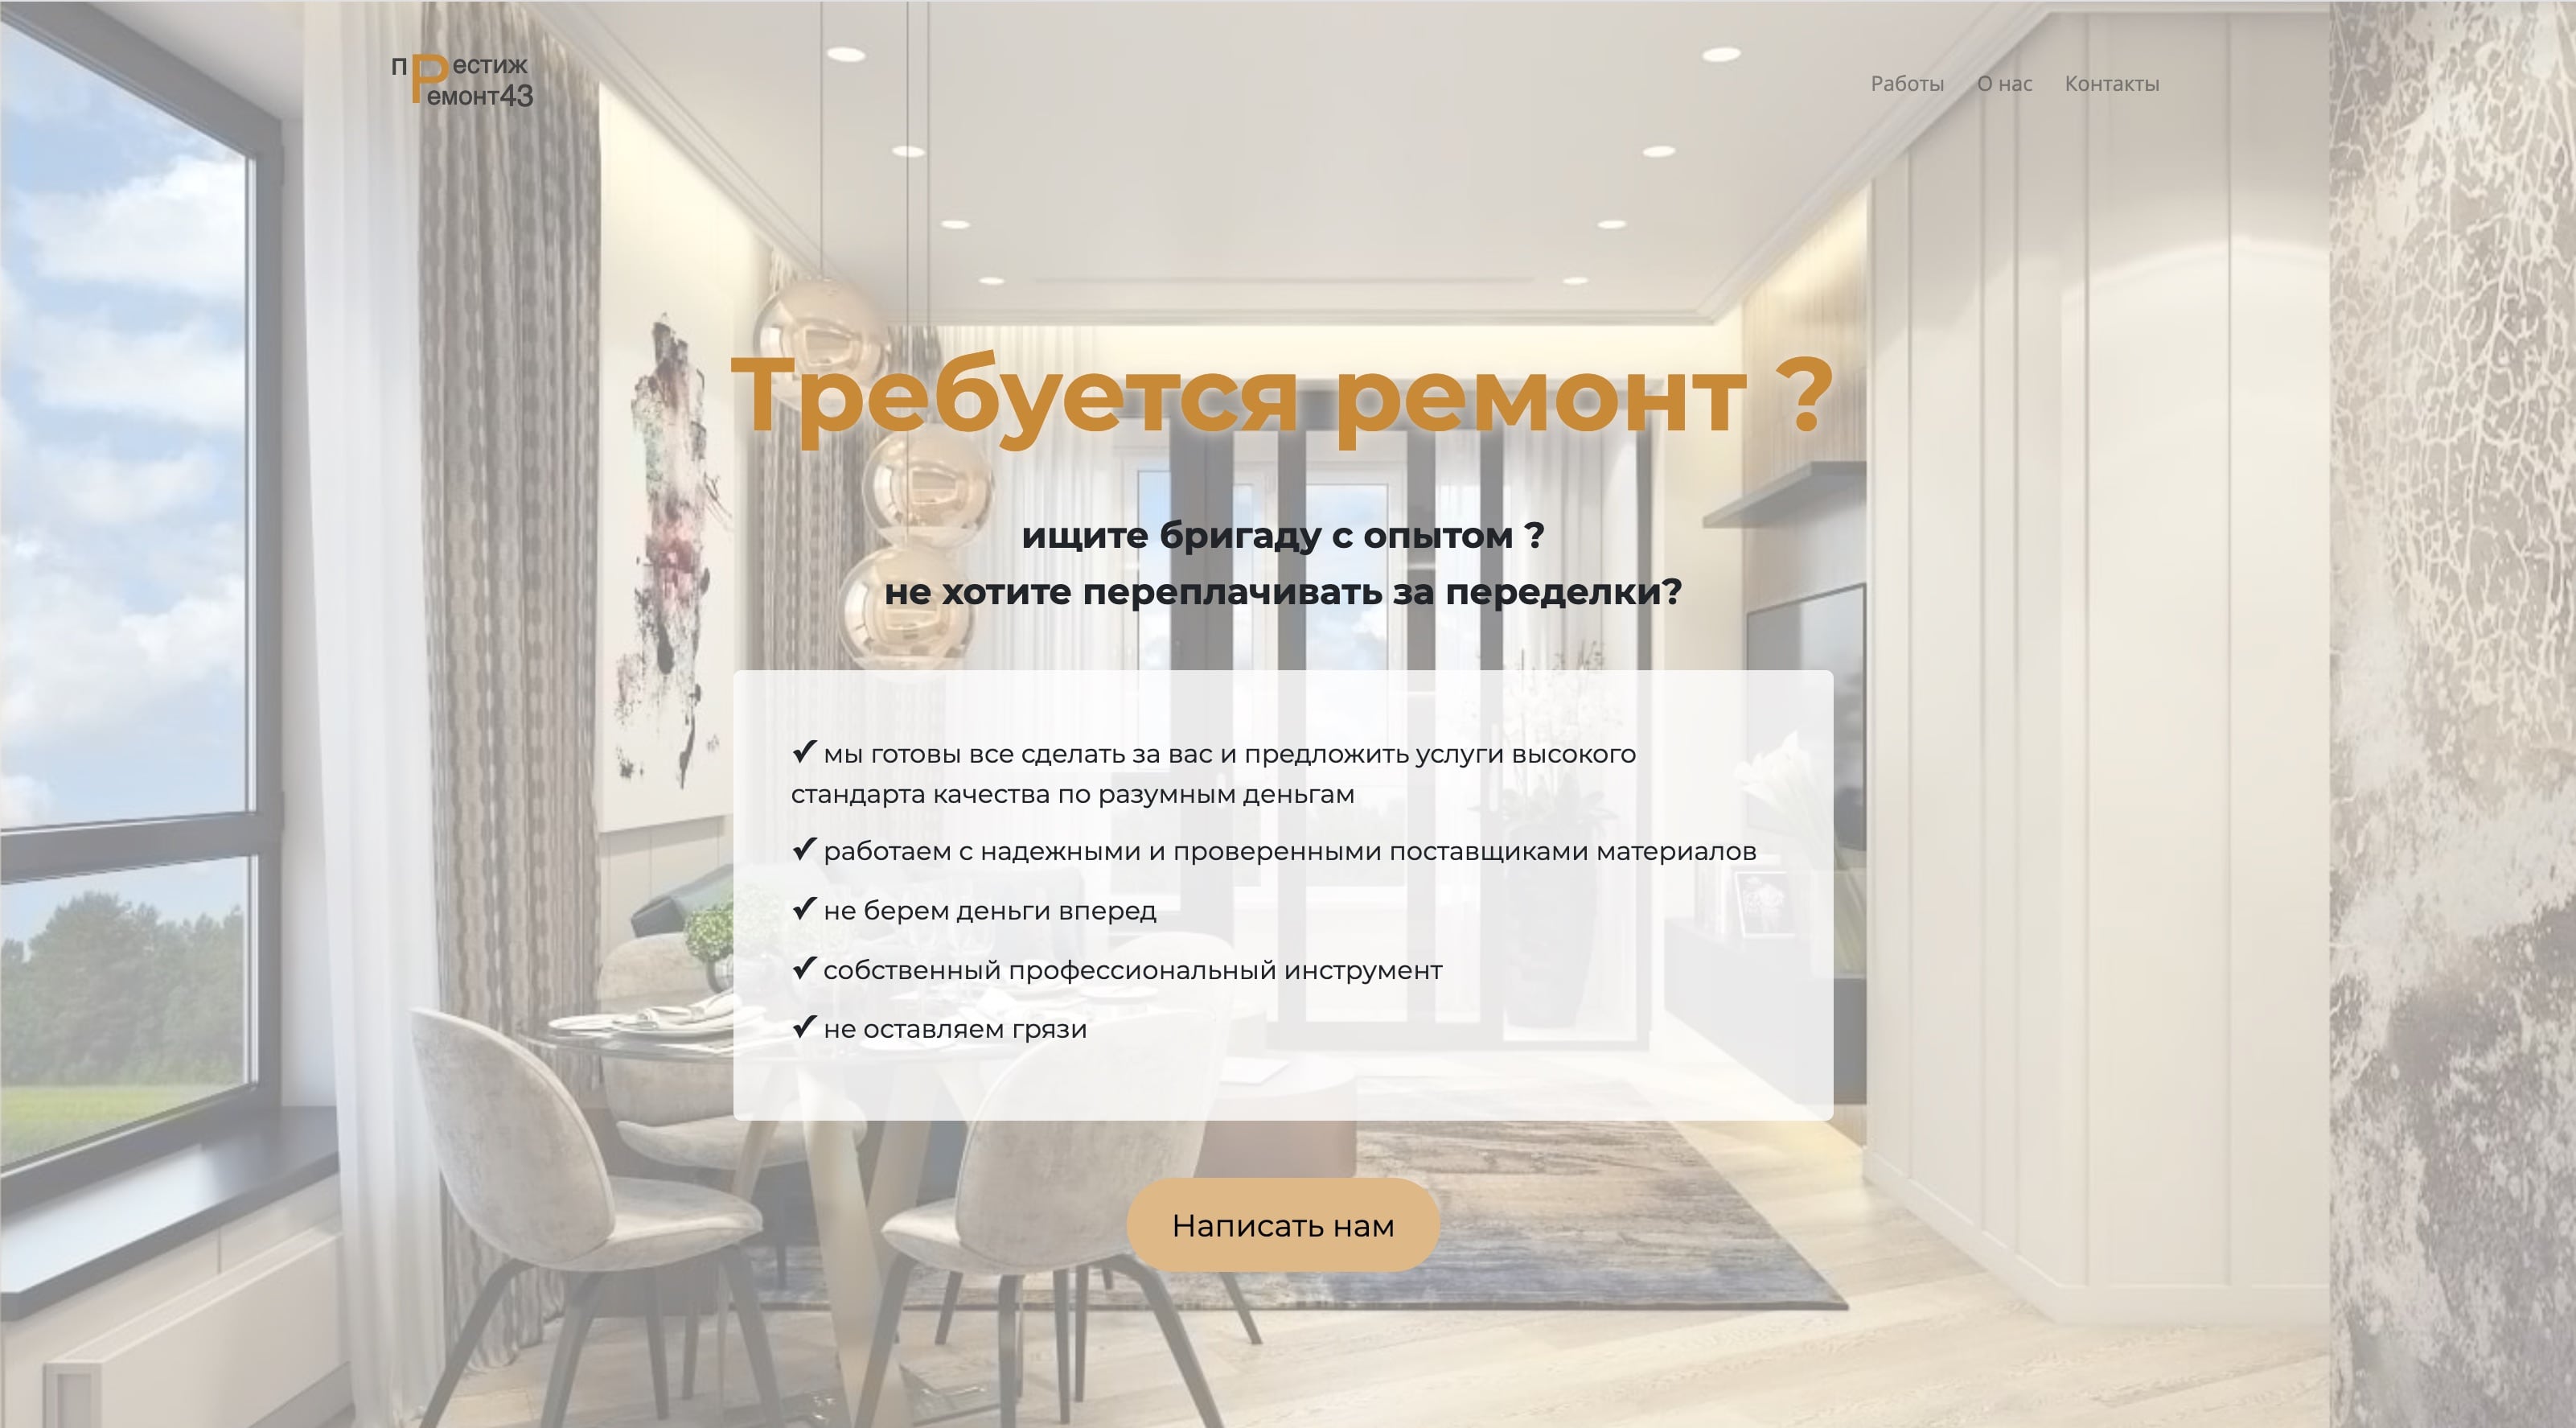 пРестиж
Ремонт43
Работы О нас Контакты
Требуется ремонт ?
ищите бригаду с опытом ?
не хотите переплачивать за переделки?
✔ мы готовы все сделать за вас и предложить услуги высокого
стандарта качества по разумным деньгам
✔ работаем с надежными и проверенными поставщиками материалов
✔ не берем деньги вперед
✔ собственный профессиональный инструмент
✔ не оставляем грязи
Написать нам